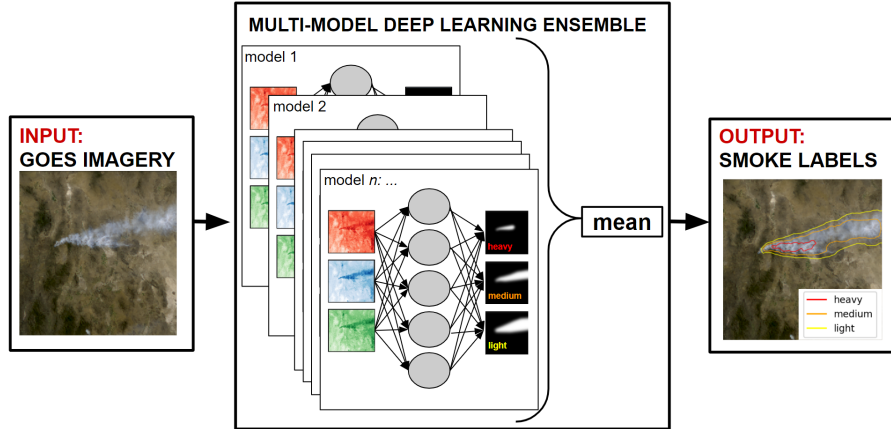 MULTI-MODEL DEEP LEARNING ENSEMBLE
model 1
model 2
model n: ...
INPUT:
GOES IMAGERY
heavy
medium
light
mean
OUTPUT:
SMOKE LABELS
heavy
medium
light